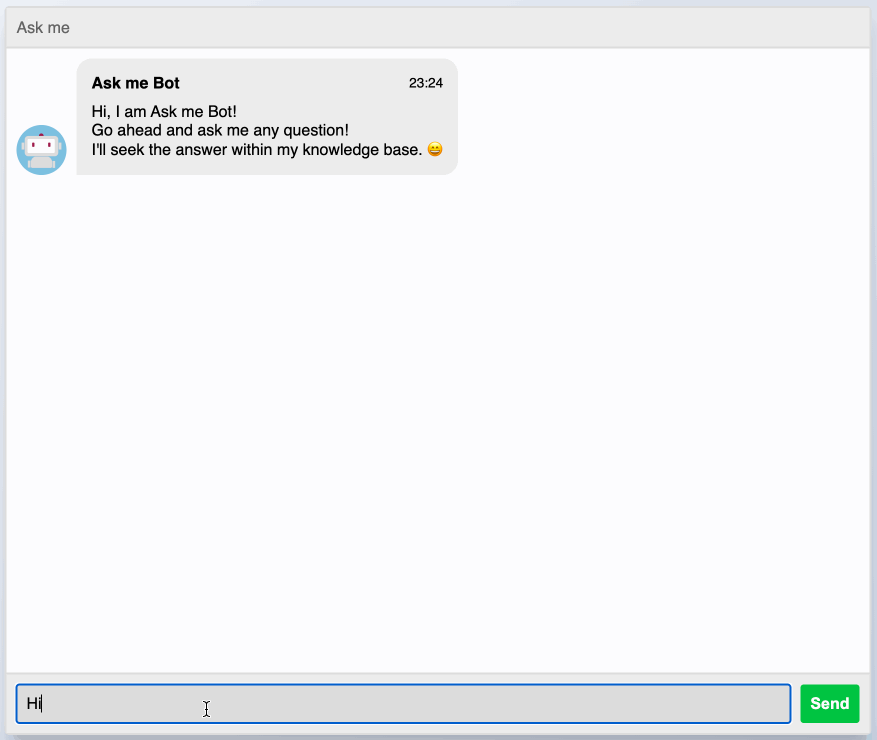 Ask me
Ask me Bot 23:24
Hi, I am Ask me Bot!
Go ahead and ask me any question!
I'll seek the answer within my knowledge base. 😄
Hi
Send